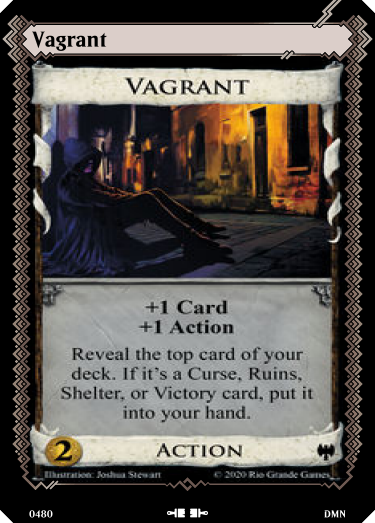 Vagrant
VAGRANT
+1 Card
+1 Action
Reveal the top card of your
deck. If it's a Curse, Ruins,
Shelter, or Victory card, put it
into your hand.
2
ACTION
Illustration: Joshua Stewart
© 2020 Rio Grande Games
0480
DMN